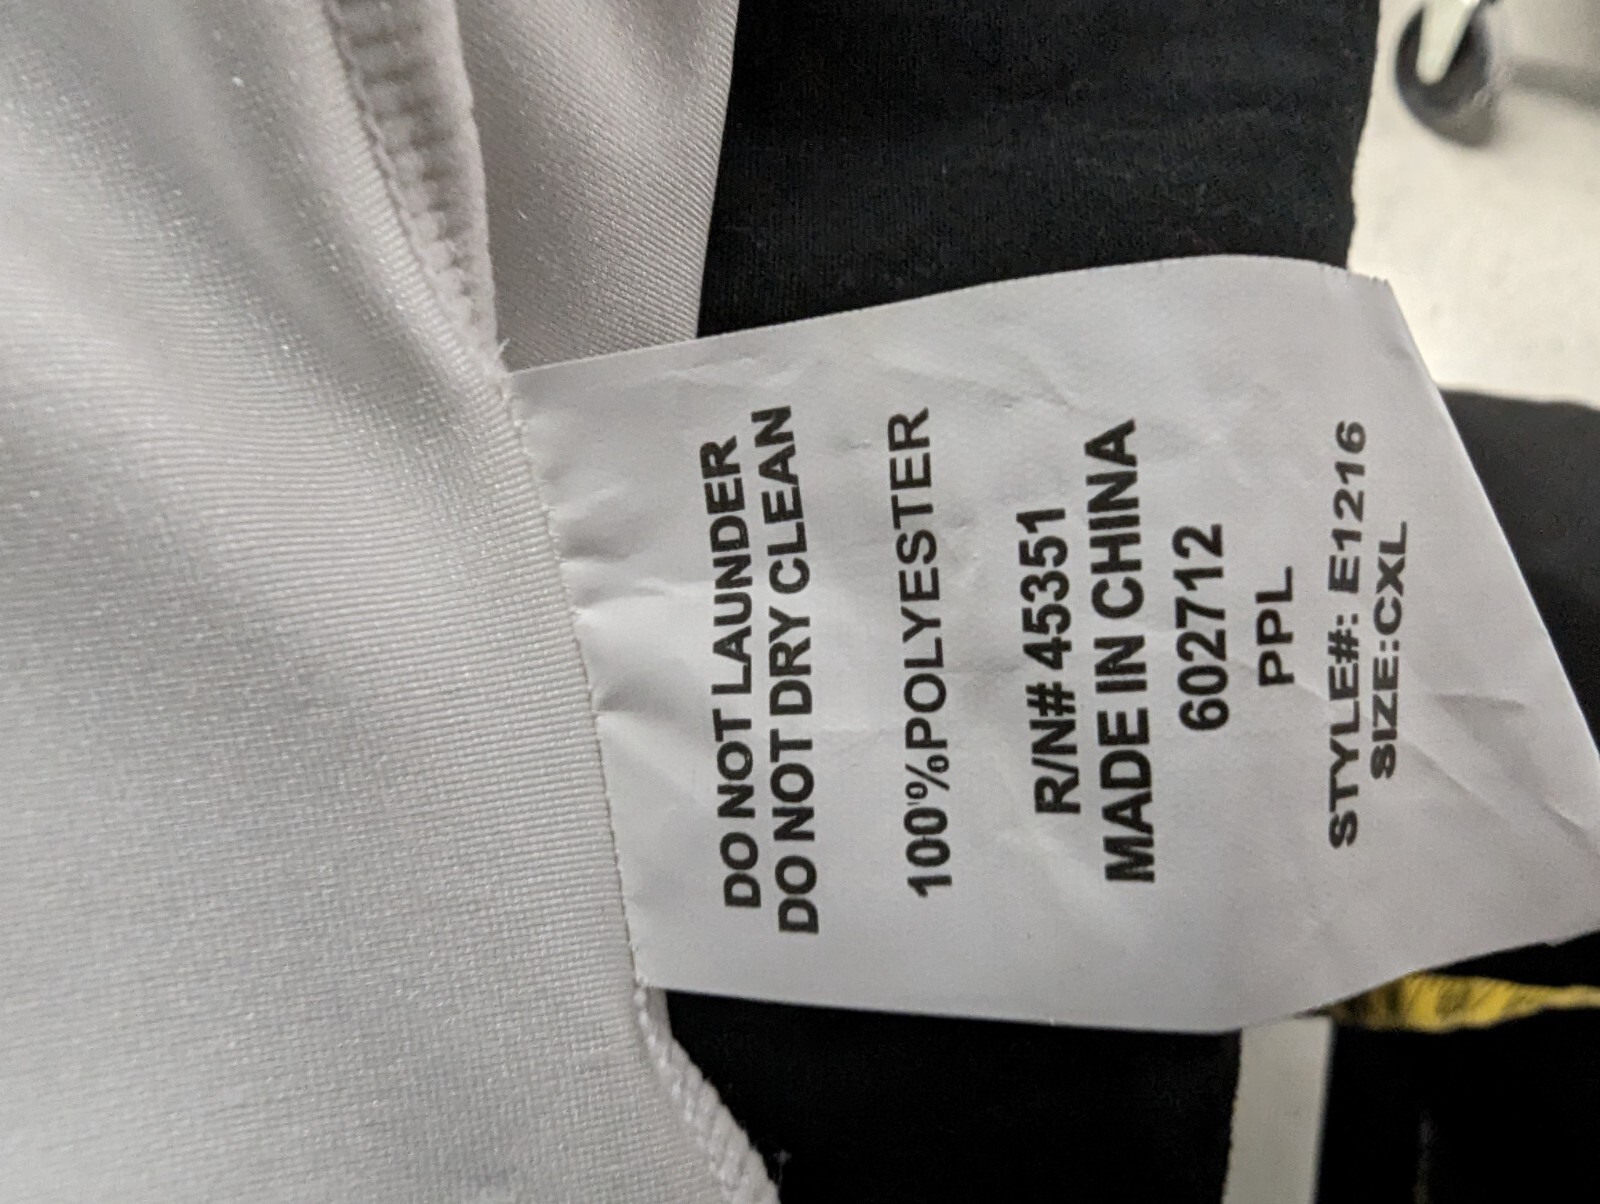 DO NOT LAUNDER
DO NOT DRY CLEAN
100%POLYESTER
R/N# 45351
MADE IN CHINA
602712
PPL
STYLE#: E1216
SIZE:CXL